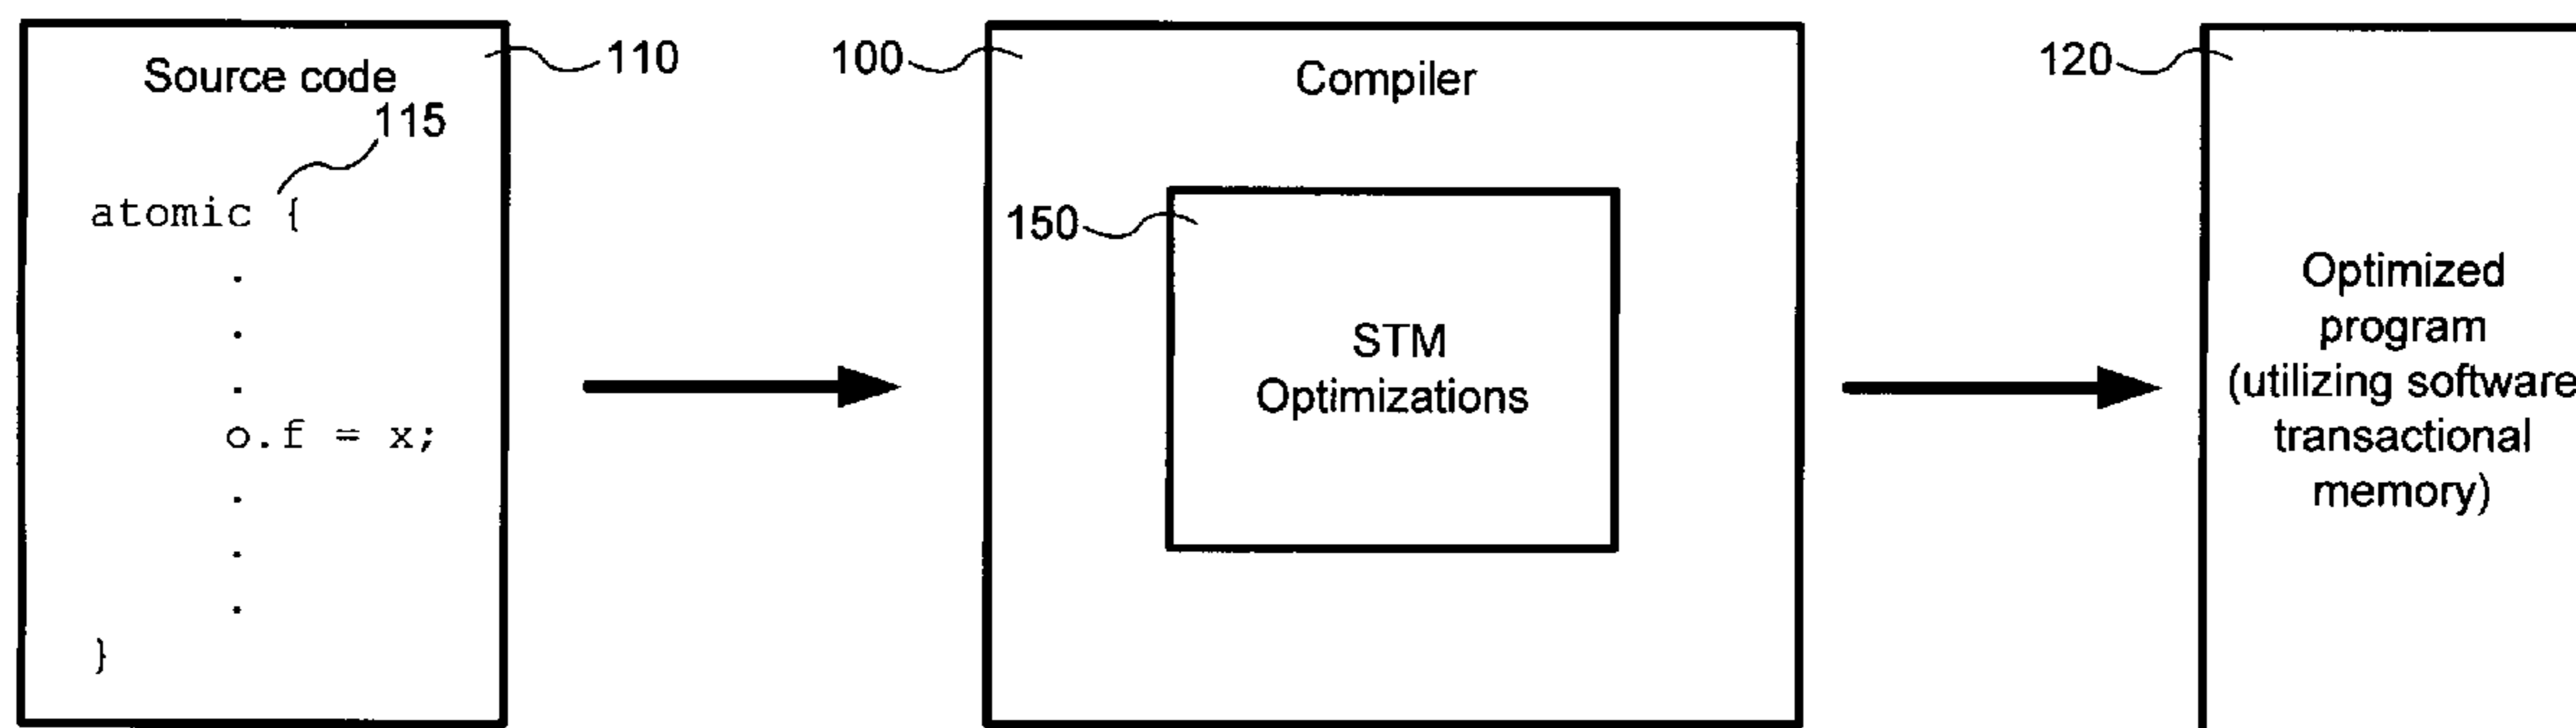 Source code
110
115
atomic {
.
.
.
o.f = x;
.
.
.
}
100
Compiler
150
STM
Optimizations
120
Optimized
program
(utilizing software
transactional
memory)